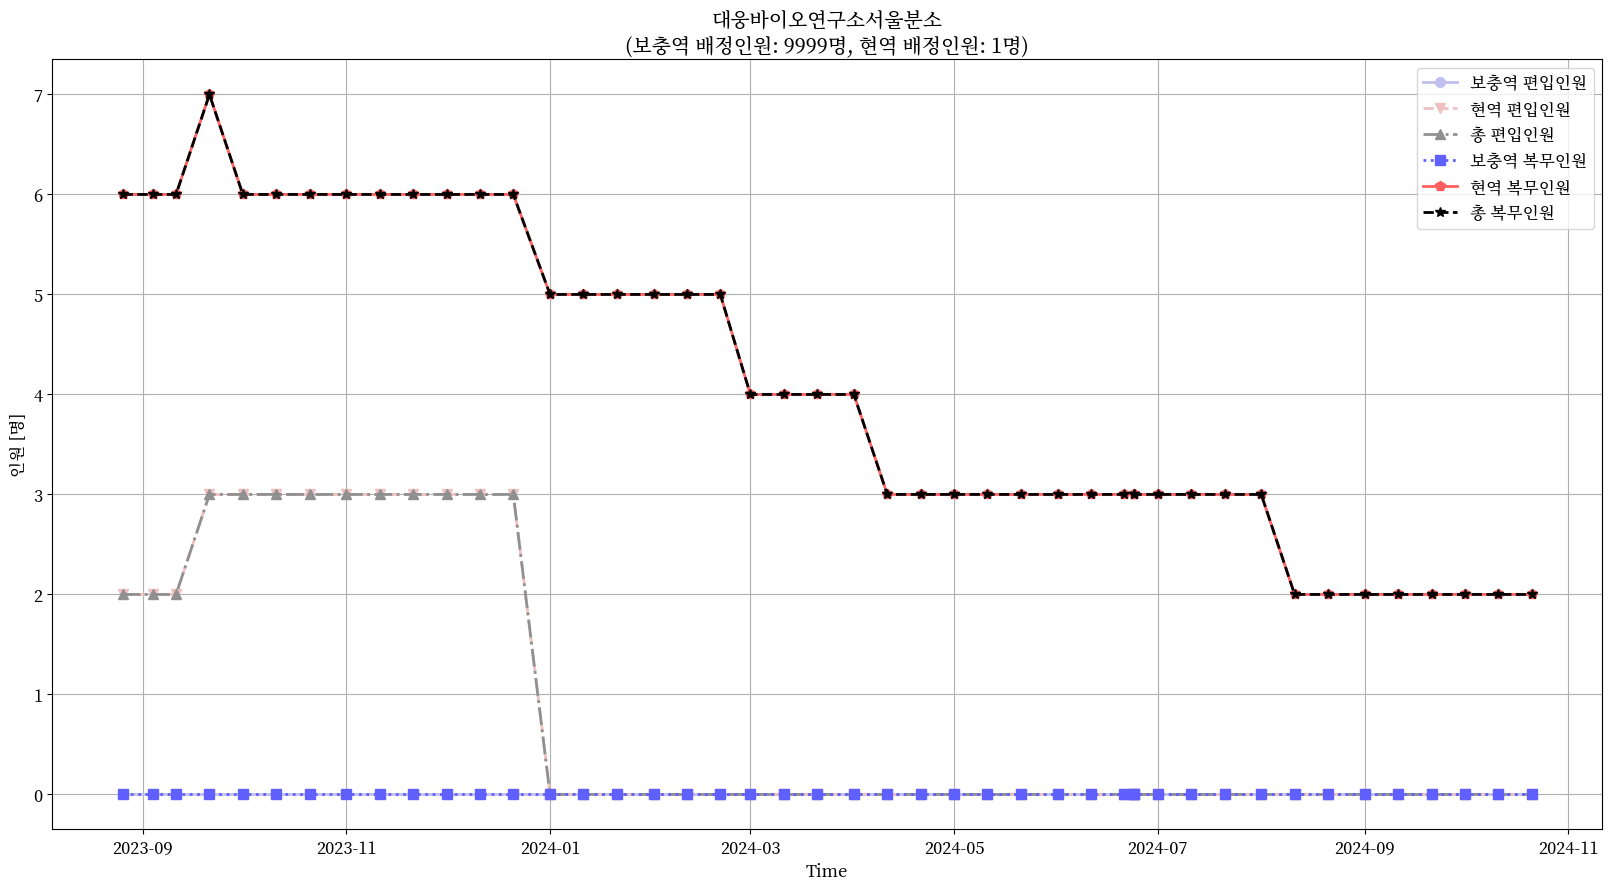 대웅바이오연구소서울분소
(보충역 배정인원: 9999명, 현역 배정인원: 1명)
보충역 편입인원
현역 편입인원
총 편입인원
보충역 복무인원
현역 복무인원
총 복무인원
7
6
5
4
3
2
1
0
인원 [명]
2023-09
2023-11
2024-01
2024-03
2024-05
2024-07
2024-09
2024-11
Time